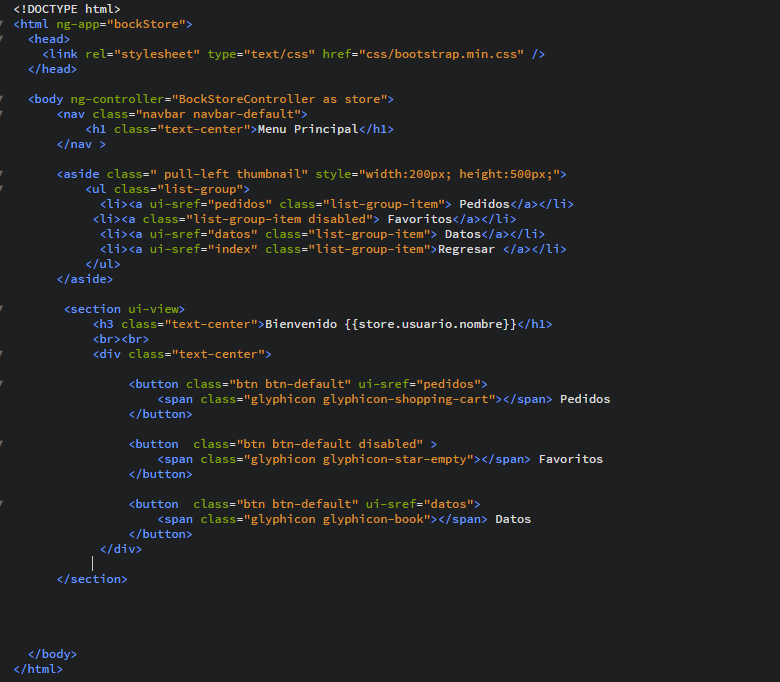 <!DOCTYPE html>
<html ng-app="bockStore">
<head>
<link rel="stylesheet" type="text/css" href="css/bootstrap.min.css" />
</head>
<body ng-controller="BockStoreController as store">
<nav class="navbar navbar-default">
<h1 class="text-center">Menu Principal</h1>
</nav >
<aside class=" pull-left thumbnail" style="width:200px; height:500px;">
<ul class="list-group">
<li><a ui-sref="pedidos" class="list-group-item"> Pedidos</a></li>
<li><a class="list-group-item disabled"> Favoritos</a></li>
<li><a ui-sref="datos" class="list-group-item"> Datos</a></li>
<li><a ui-sref="index" class="list-group-item">Regresar </a></li>
</ul>
</aside>
<section ui-view>
<h3 class="text-center">Bienvenido {{store.usuario.nombre}}</h1>
<br><br>
<div class="text-center">
<button class="btn btn-default" ui-sref="pedidos">
<span class="glyphicon glyphicon-shopping-cart"></span> Pedidos
</button>
<button  class="btn btn-default disabled" >
<span class="glyphicon glyphicon-star-empty"></span> Favoritos
</button>
<button  class="btn btn-default" ui-sref="datos">
<span class="glyphicon glyphicon-book"></span> Datos
</button>
</div>
</section>
</body>
</html>